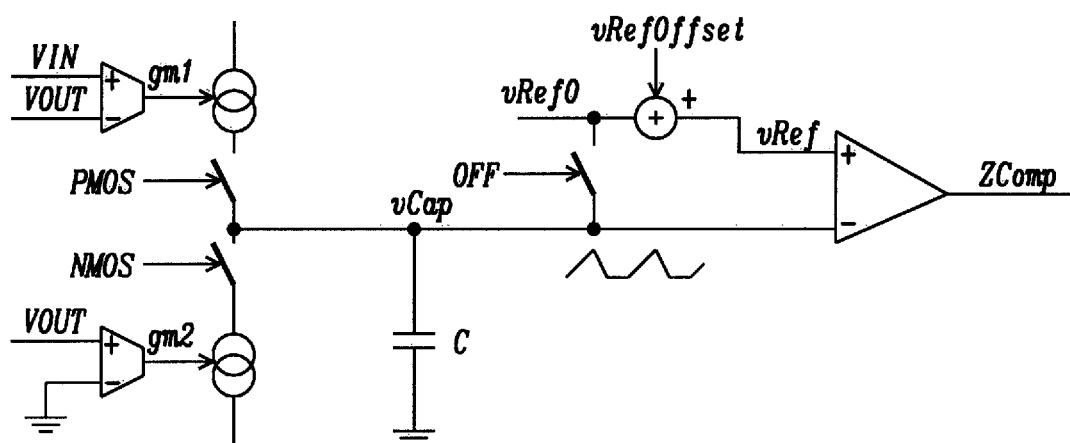 vRefOffset
VIN
gm1
VOUT
+
-
vRef0
+
+
vRef
PMOS
OFF
+
-
ZComp
vCap
NMOS
VOUT
gm2
+
-
C